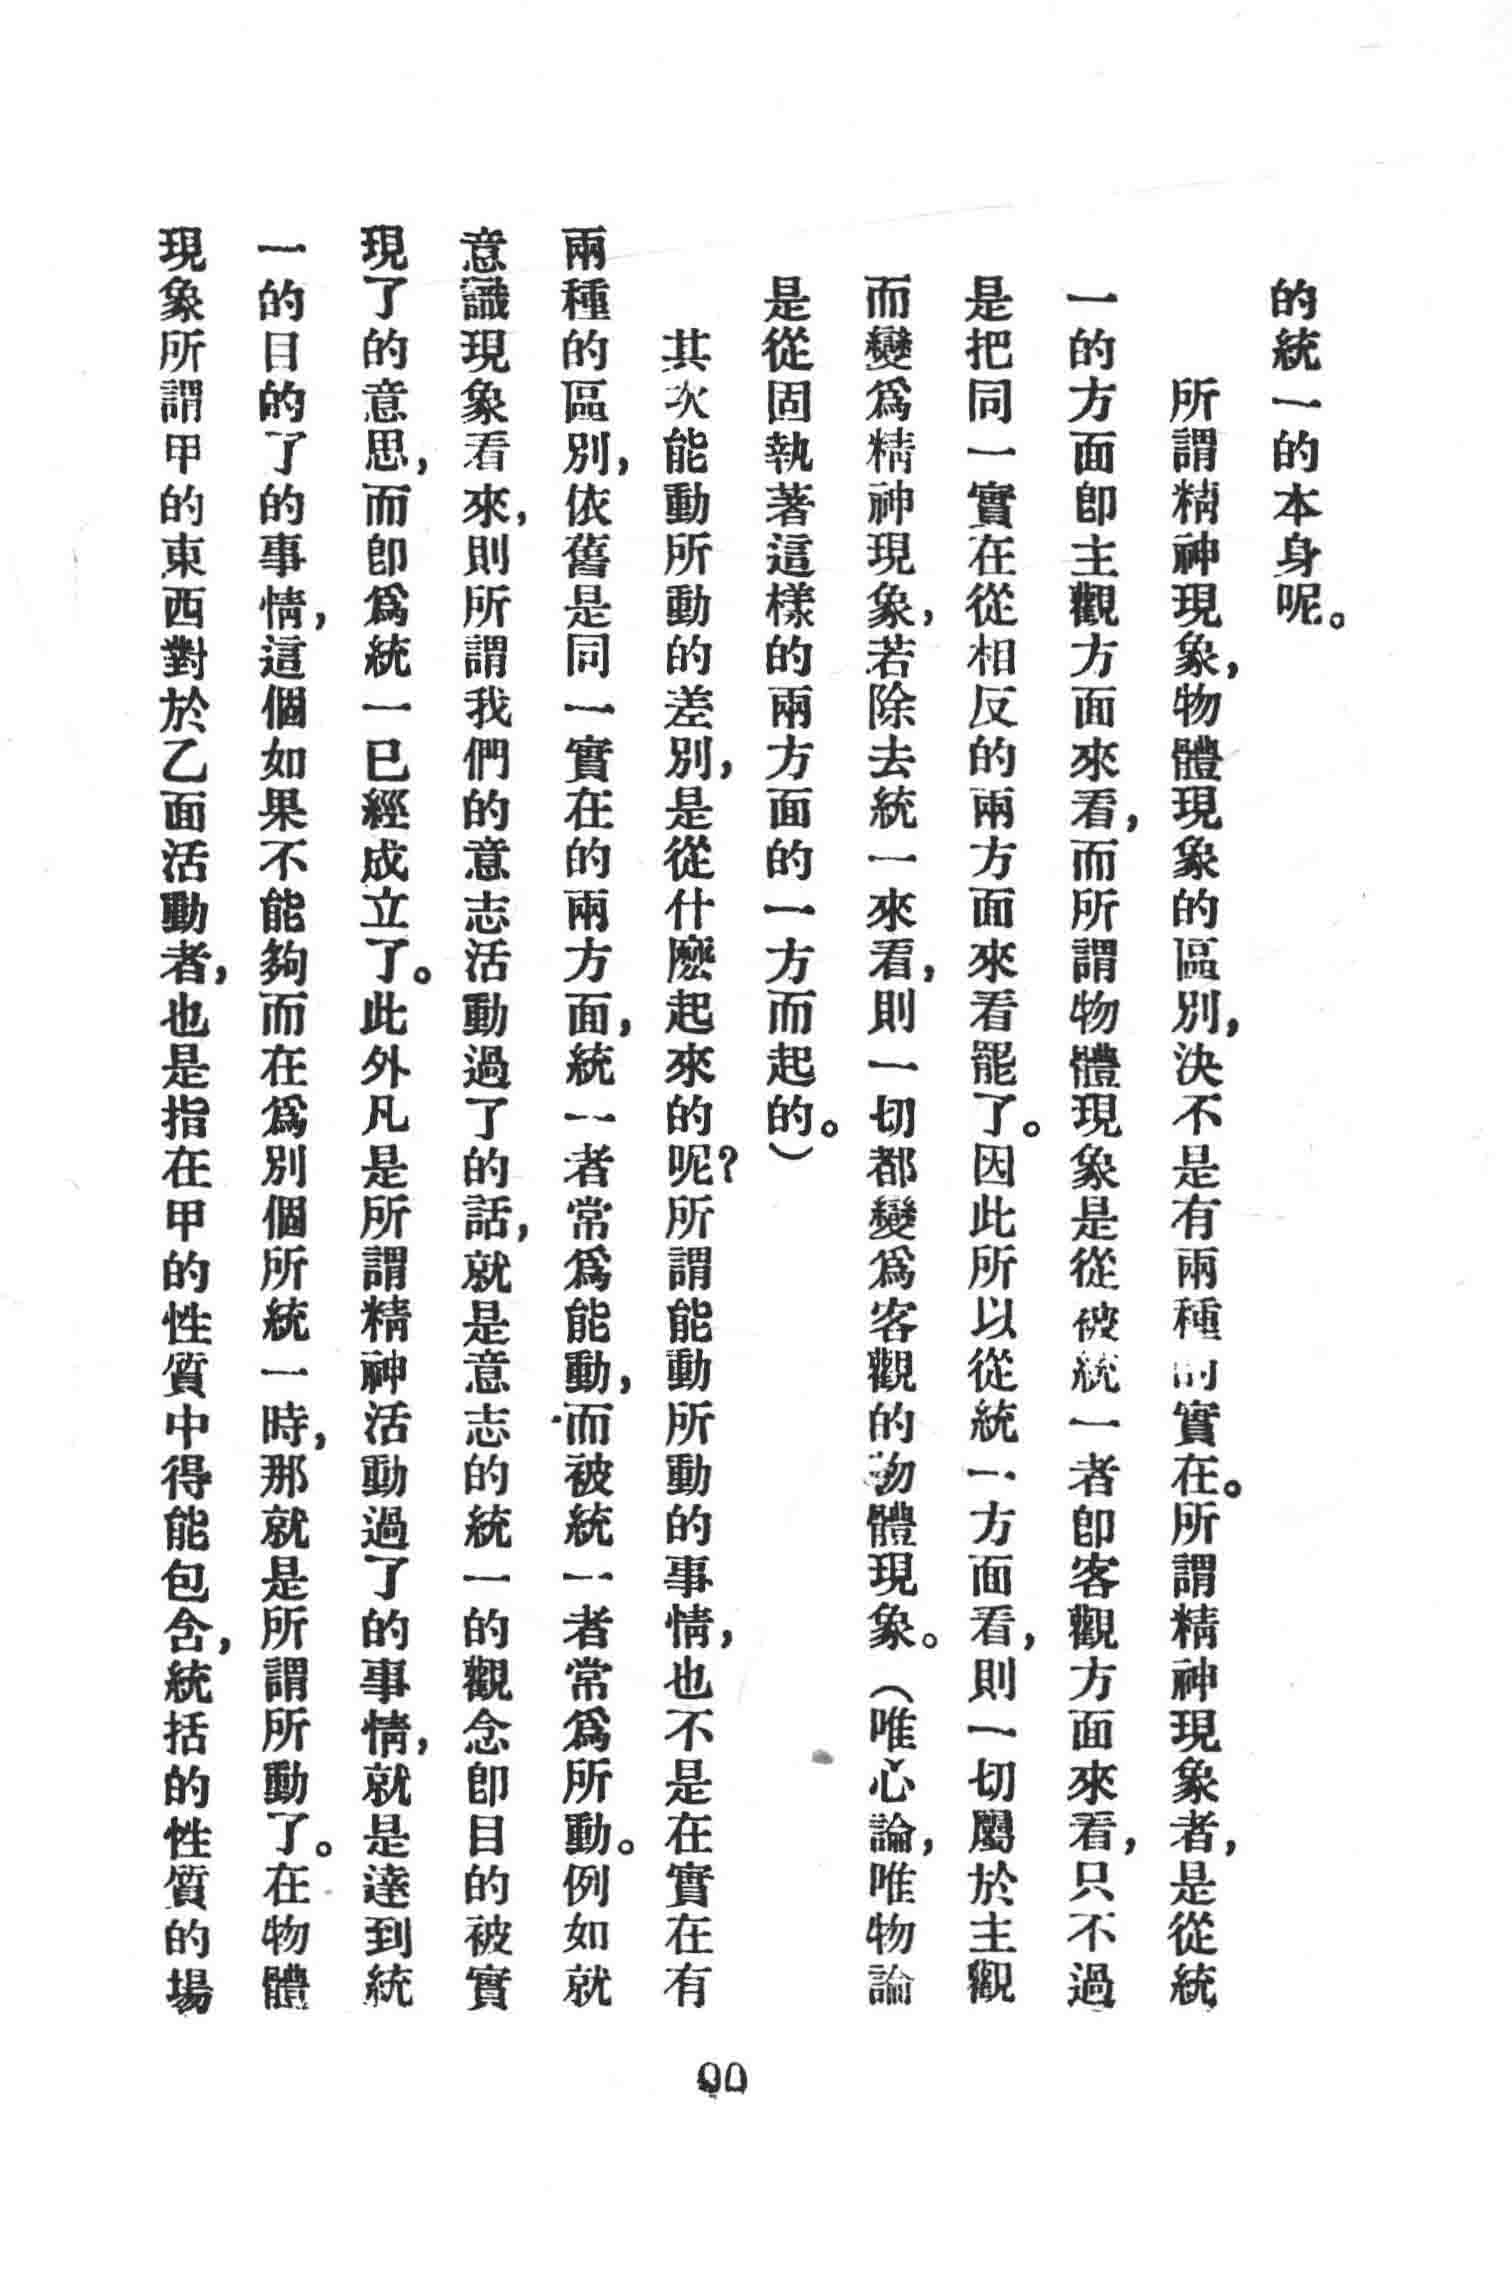 的統一的本身呢。
所謂精神現象，物體現象的區別，決不是有兩種的實在。所謂精神現象者，是從統
一的方面卽主觀方面來看，而所謂物體現象是從被統一者卽客觀方面來看，只不過
是把同一實在從相反的兩方面來看罷了。因此所以從統一方面看，則一切屬於主觀
而變爲精神現象，若除去統一來看，則一切都變爲客觀的物體現象。（唯心論，唯物論
是從固執著這樣的兩方面的一方而起的。）
其次能動所動的差別，是從什麽起來的呢？所謂能動所動的事情，也不是在實在有
兩種的區別，依舊是同一實在的兩方面，統一者常爲能動，而被統一者常爲所動。例如就
意識現象看來，則所謂我們的意志活動過了的話，就是意志的統一的觀念卽目的被實
現了的意思，而卽爲統一已經成立了。此外凡是所謂精神活動過了的事情，就是達到統
一的目的了的事情，這個如果不能夠而在爲別個所統一時，那就是所謂所動了。在物體
現象所謂甲的東西對於乙面活動者，也是指在甲的性質中得能包含，統括的性質的場
90